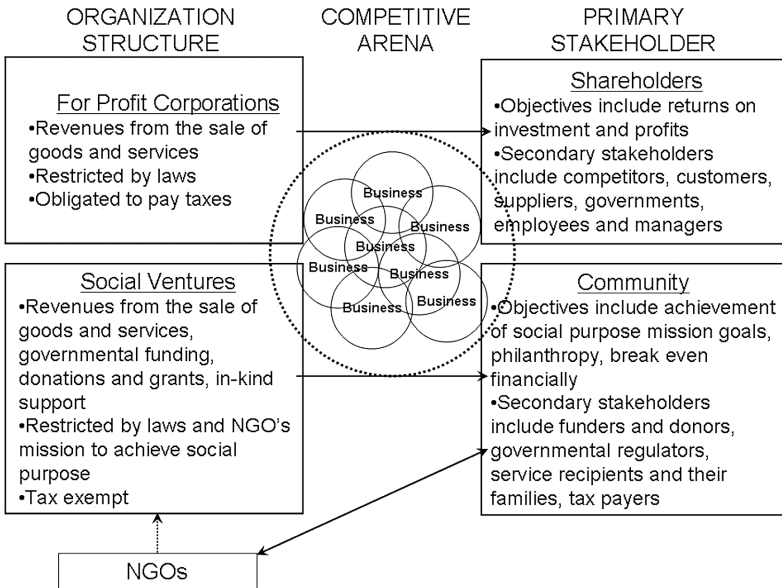 ORGANIZATION
STRUCTURE
COMPETITIVE
ARENA
PRIMARY
STAKEHOLDER
For Profit Corporations
•Revenues from the sale of
goods and services
•Restricted by laws
•Obligated to pay taxes
Business
Business
Business
Business
Business
Business
Business
Business
Shareholders
•Objectives include returns on
investment and profits
•Secondary stakeholders
include competitors, customers,
suppliers, governments,
employees and managers
Social Ventures
•Revenues from the sale of
goods and services,
governmental funding,
donations and grants, in-kind
support
•Restricted by laws and NGO's
mission to achieve social
purpose
•Tax exempt
Community
•Objectives include achievement
of social purpose mission goals,
philanthropy, break even
financially
•Secondary stakeholders
include funders and donors,
governmental regulators,
service recipients and their
families, tax payers
NGOs